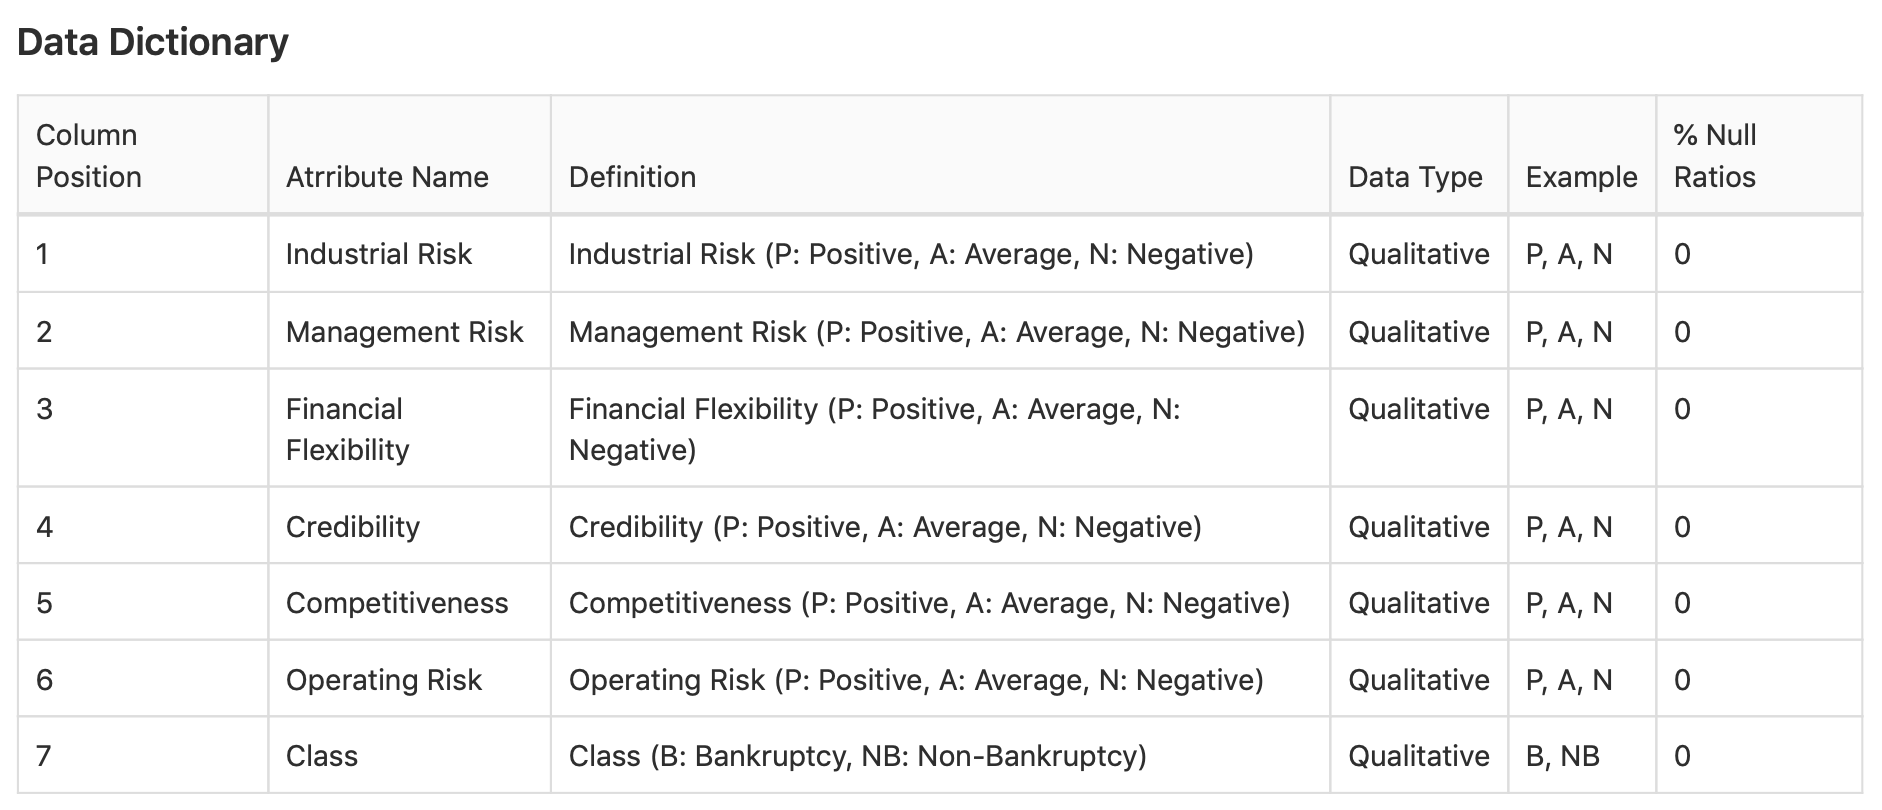 Data Dictionary
Column
Position
Atrribute Name
Definition
Data Type
Example
% Null
Ratios
1
Industrial Risk
Industrial Risk (P: Positive, A: Average, N: Negative)
Qualitative
P, A, N
0
2
Management Risk
Management Risk (P: Positive, A: Average, N: Negative)
Qualitative
P, A, N
0
3
Financial
Flexibility
Financial Flexibility (P: Positive, A: Average, N:
Negative)
Qualitative
P, A, N
0
4
Credibility
Credibility (P: Positive, A: Average, N: Negative)
Qualitative
P, A, N
0
5
Competitiveness
Competitiveness (P: Positive, A: Average, N: Negative)
Qualitative
P, A, N
0
6
Operating Risk
Operating Risk (P: Positive, A: Average, N: Negative)
Qualitative
P, A, N
0
7
Class
Class (B: Bankruptcy, NB: Non-Bankruptcy)
Qualitative
B, NB
0